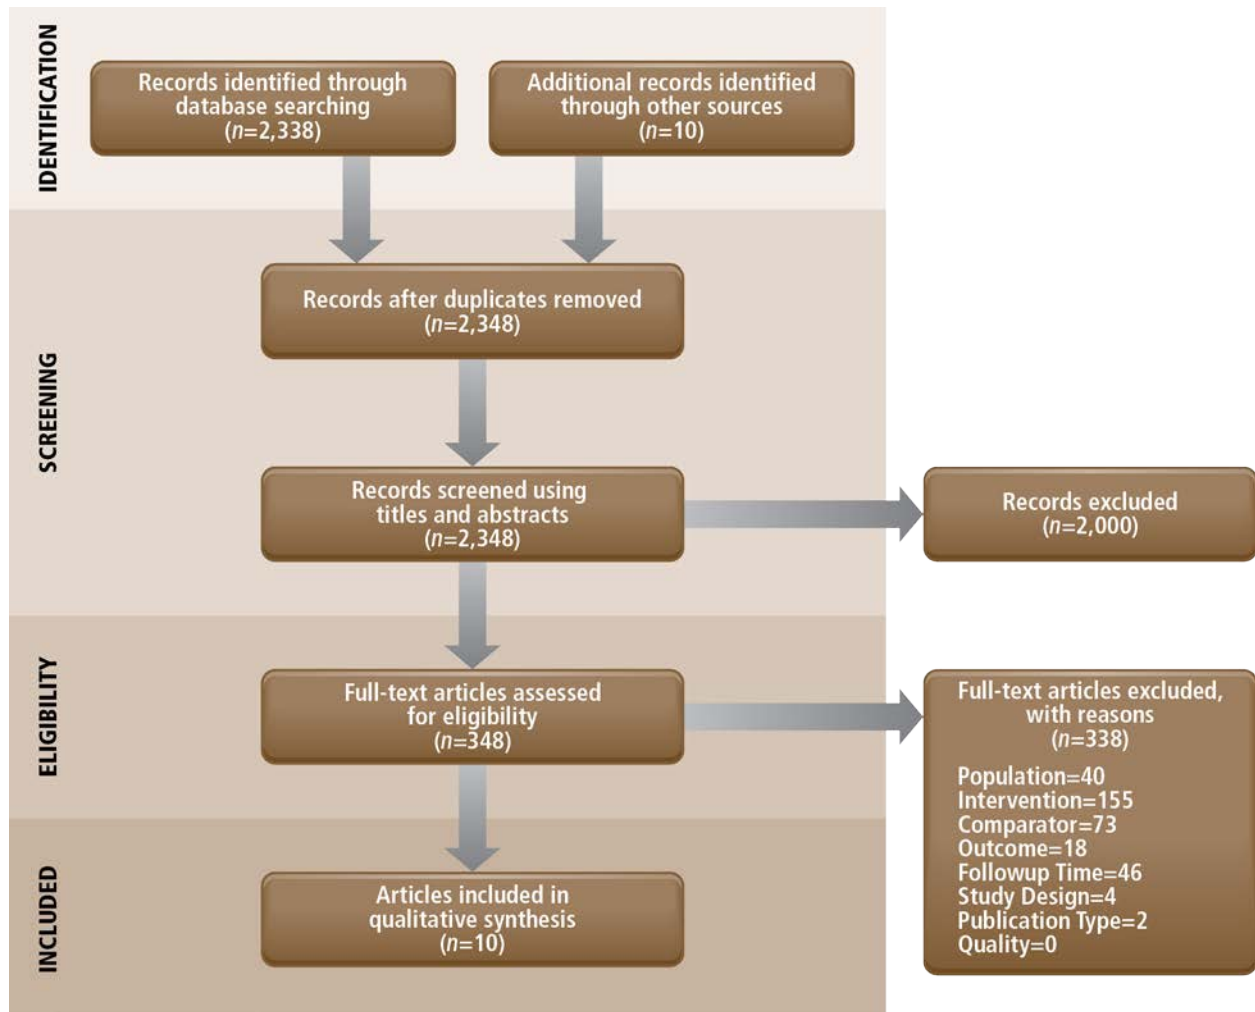 IDENTIFICATION
Records identified through
database searching
(n=2,338)
Additional records identified
through other sources
(n=10)
SCREENING
Records after duplicates removed
(n=2,348)
Records screened using
titles and abstracts
(n=2,348)
Records excluded
(n=2,000)
ELIGIBILITY
Full-text articles assessed
for eligibility
(n=348)
Full-text articles excluded,
with reasons
(n=338)
Population=40
Intervention=155
Comparator=73
Outcome=18
Followup Time=46
Study Design=4
Publication Type=2
Quality=0
INCLUDED
Articles included in
qualitative synthesis
(n=10)